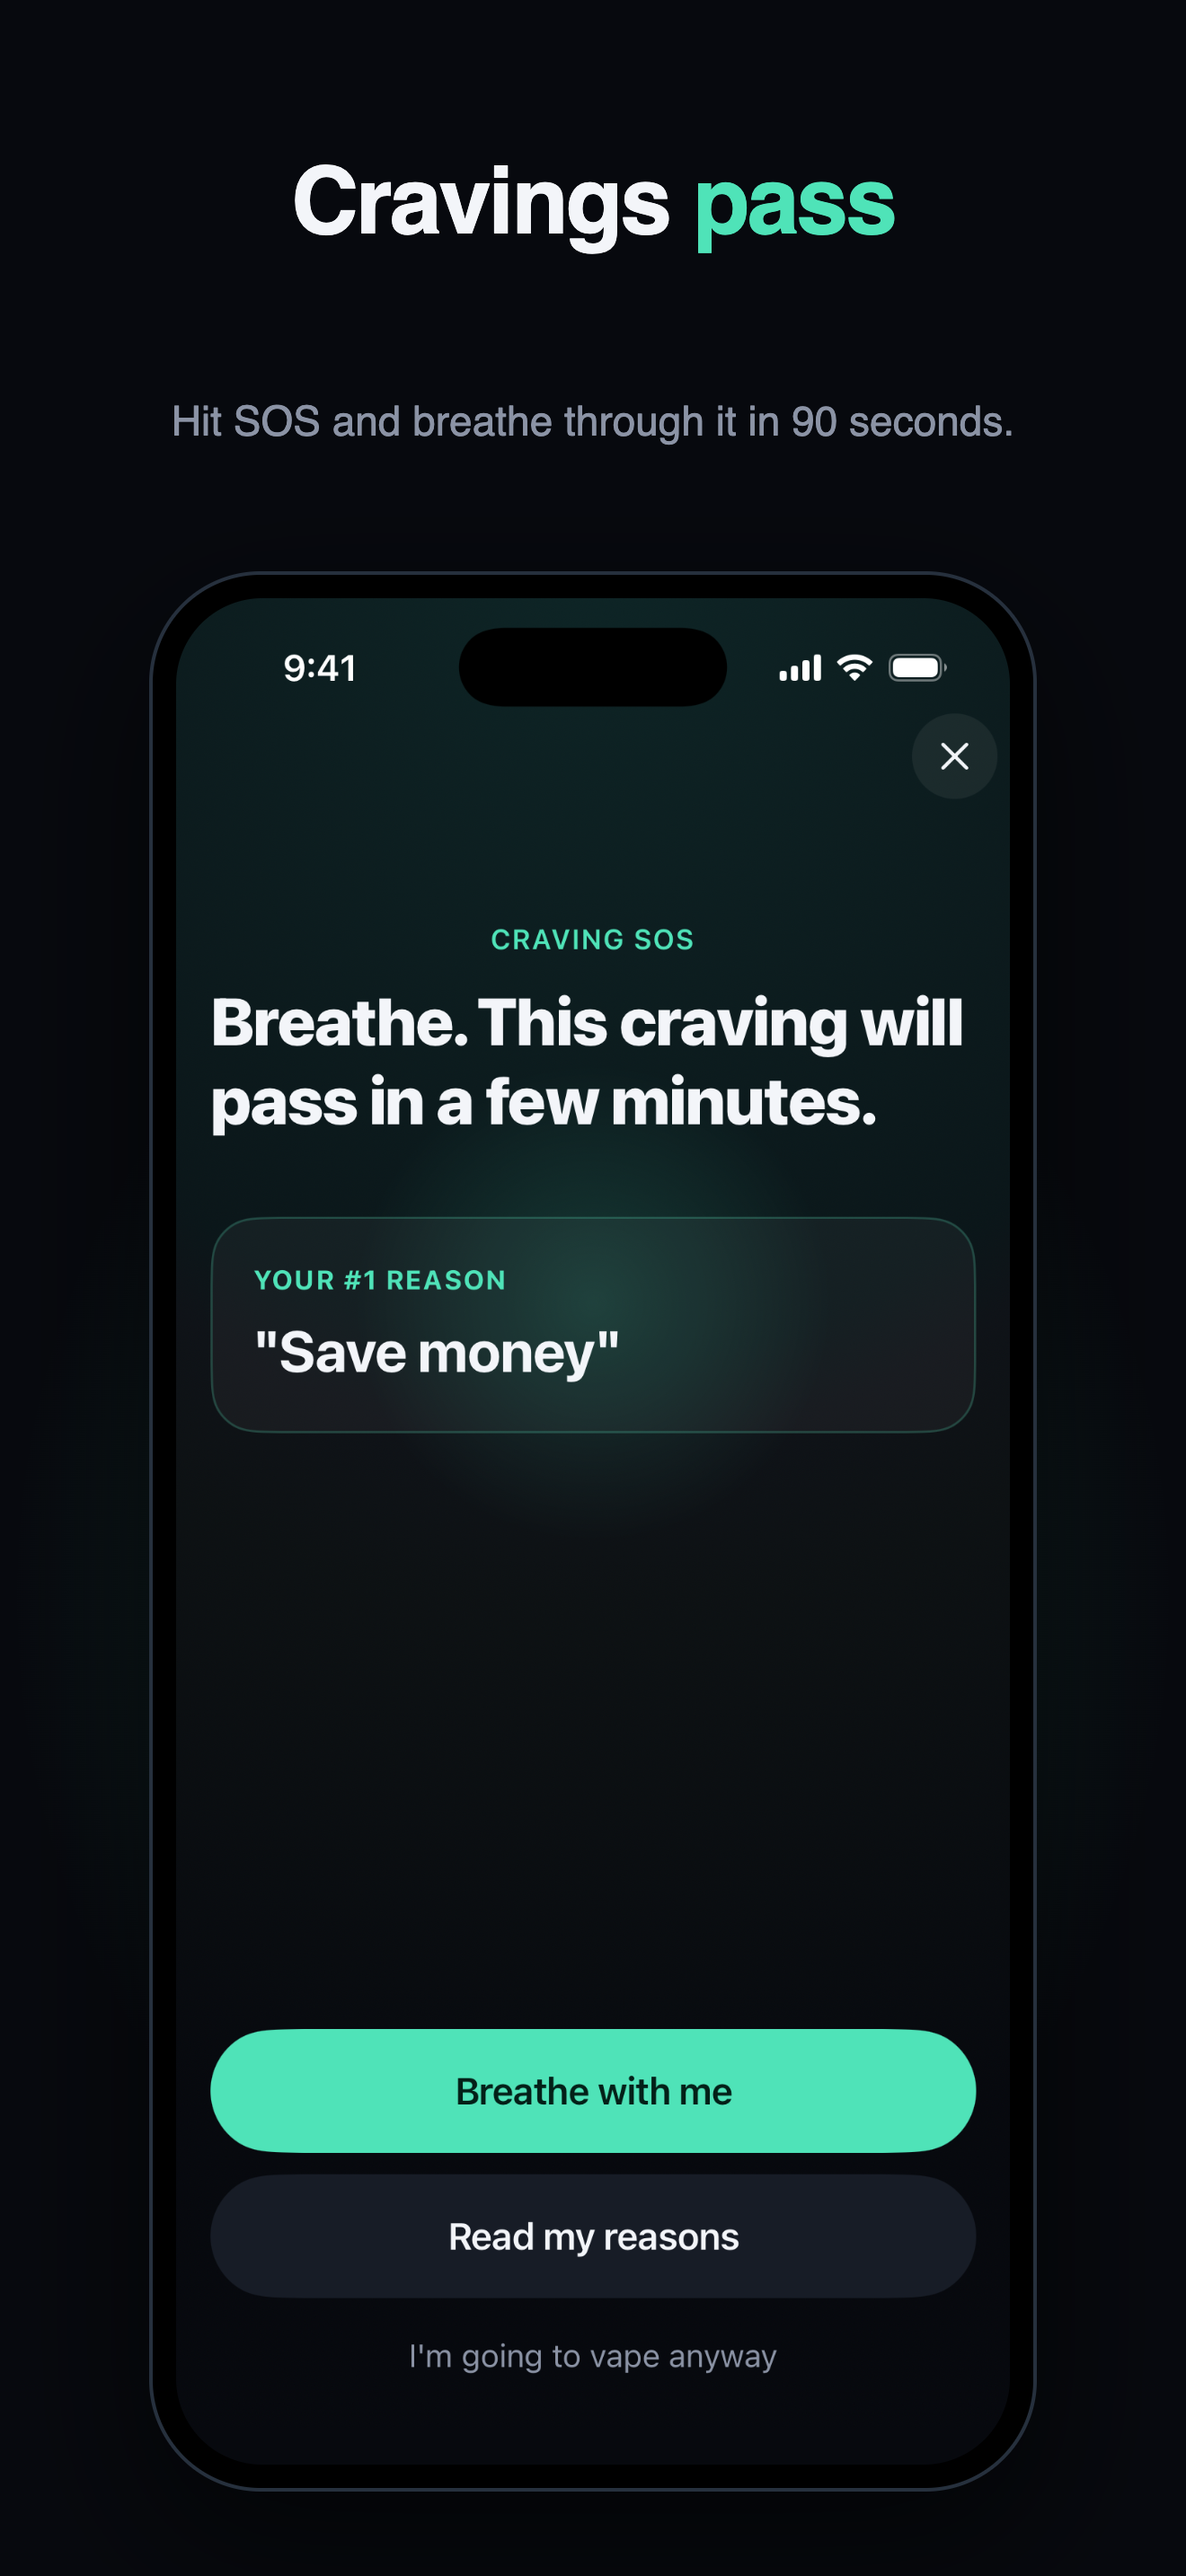 Cravings pass
Hit SOS and breathe through it in 90 seconds.
9:41
CRAVING SOS
Breathe. This craving will
pass in a few minutes.
YOUR #1 REASON
"Save money"
Breathe with me
Read my reasons
I'm going to vape anyway